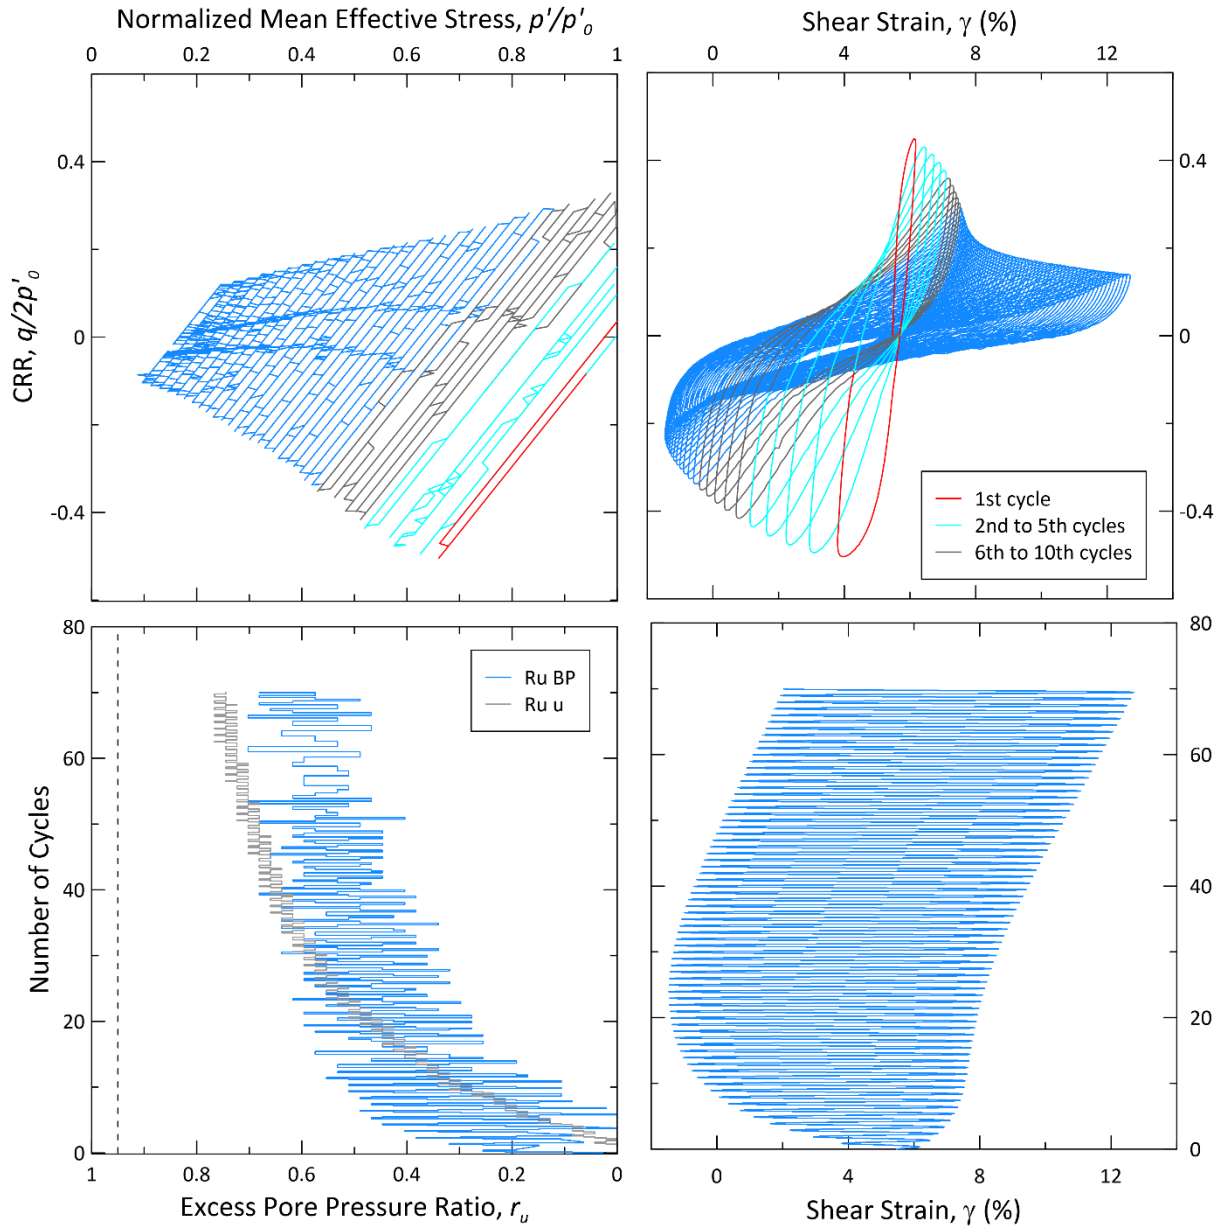 Normalized Mean Effective Stress, p'/p'0
0 0.2 0.4 0.6 0.8 1
Shear Strain, γ (%)
0 4 8 12
CRR, q/2p'0
0.4
0
-0.4
0.4
0
-0.4
1st cycle
2nd to 5th cycles
6th to 10th cycles
Number of Cycles
80
60
40
20
0
Ru BP
Ru u
80
60
40
20
0
1 0.8 0.6 0.4 0.2 0
Excess Pore Pressure Ratio, ru
0 4 8 12
Shear Strain, γ (%)